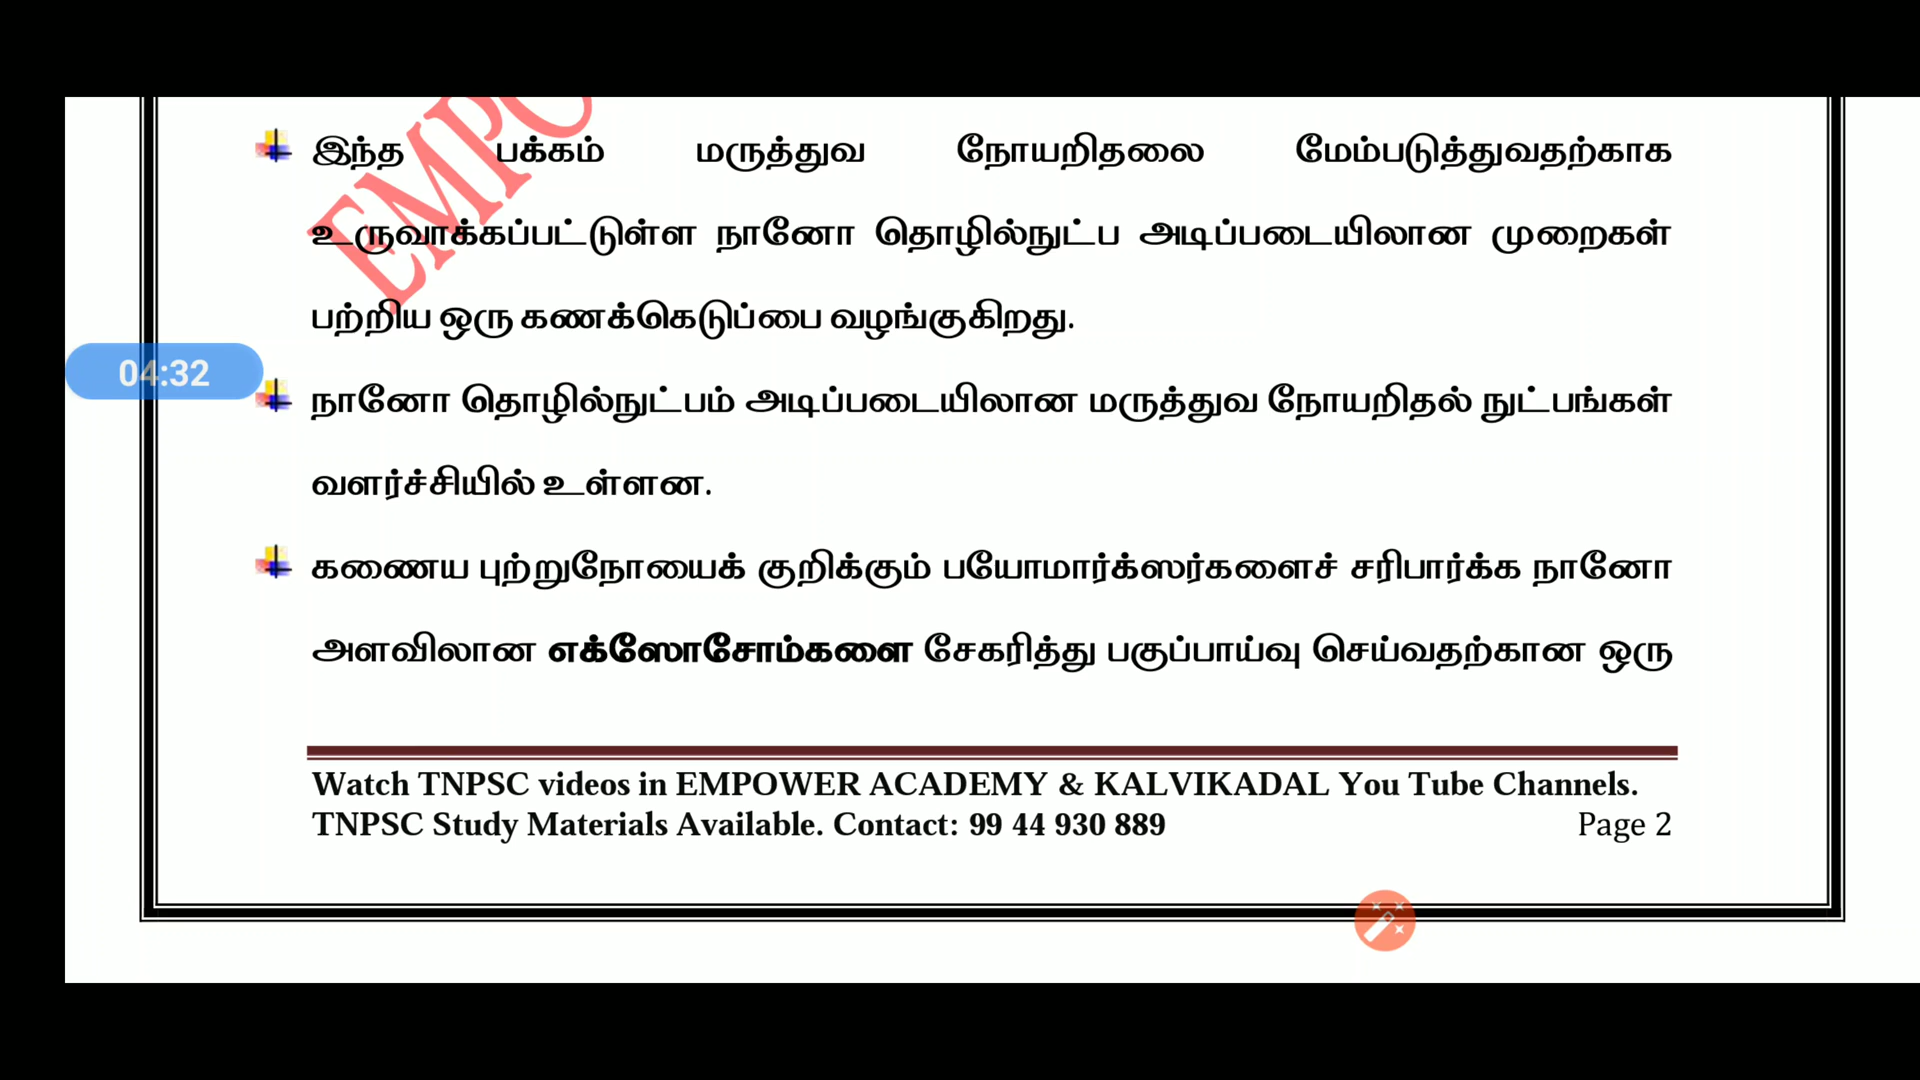 EMPO
இந்த பக்கம் மருத்துவ நோயறிதலை மேம்படுத்துவதற்காக
உருவாக்கப்பட்டுள்ள நானோ தொழில்நுட்ப அடிப்படையிலான முறைகள்
பற்றிய ஒரு கணக்கெடுப்பை வழங்குகிறது.
04:32
நானோ தொழில்நுட்பம் அடிப்படையிலான மருத்துவ நோயறிதல் நுட்பங்கள்
வளர்ச்சியில் உள்ளன.
கணைய புற்றுநோயைக் குறிக்கும் பயோமார்க்ஸர்களைச் சரிபார்க்க நானோ
அளவிலான எக்ஸோசோம்களை சேகரித்து பகுப்பாய்வு செய்வதற்கான ஒரு
Watch TNPSC videos in EMPOWER ACADEMY & KALVIKADAL You Tube Channels.
TNPSC Study Materials Available. Contact: 99 44 930 889 Page 2